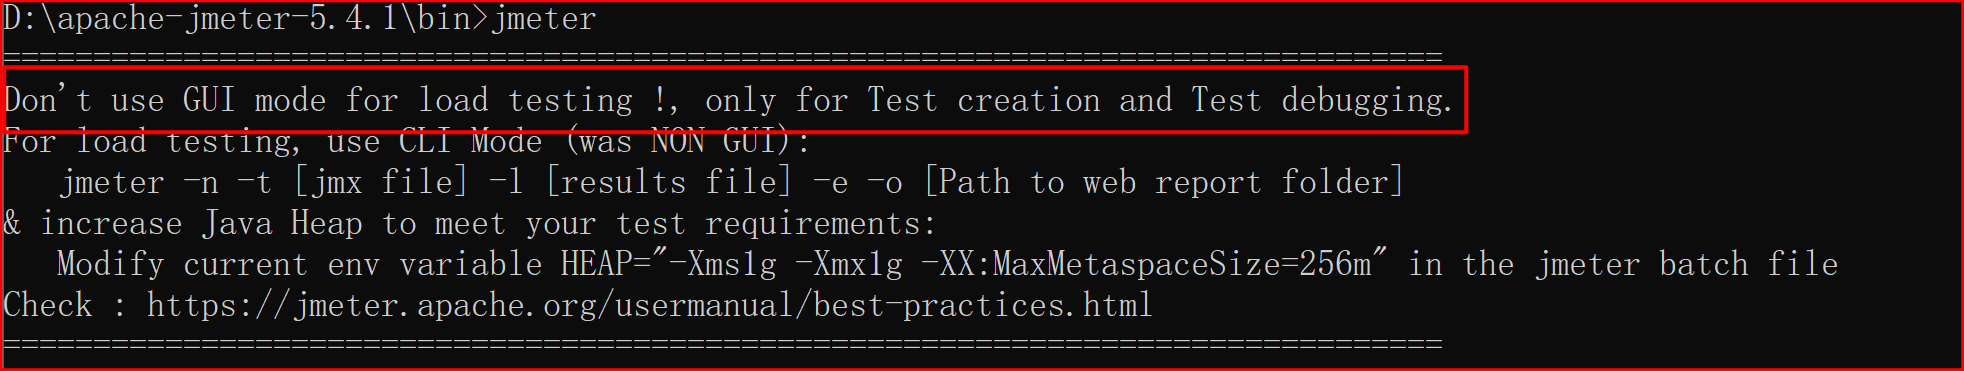 D:\apache-jmeter-5.4.1\bin>jmeter
================================================================================
Don't use GUI mode for load testing !, only for Test creation and Test debugging.
For load testing, use CLI Mode (was NON GUI):
   jmeter -n -t [jmx file] -l [results file] -e -o [Path to web report folder]
& increase Java Heap to meet your test requirements:
   Modify current env variable HEAP="-Xms1g -Xmx1g -XX:MaxMetaspaceSize=256m" in the jmeter batch file
Check : https://jmeter.apache.org/usermanual/best-practices.html
================================================================================